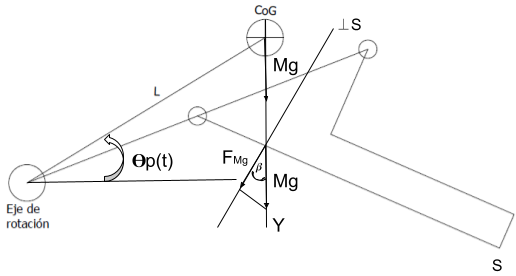 CoG
⊥S
Mg
L
ϴp(t)
F_Mg
β
Mg
Eje de
rotación
Y
S